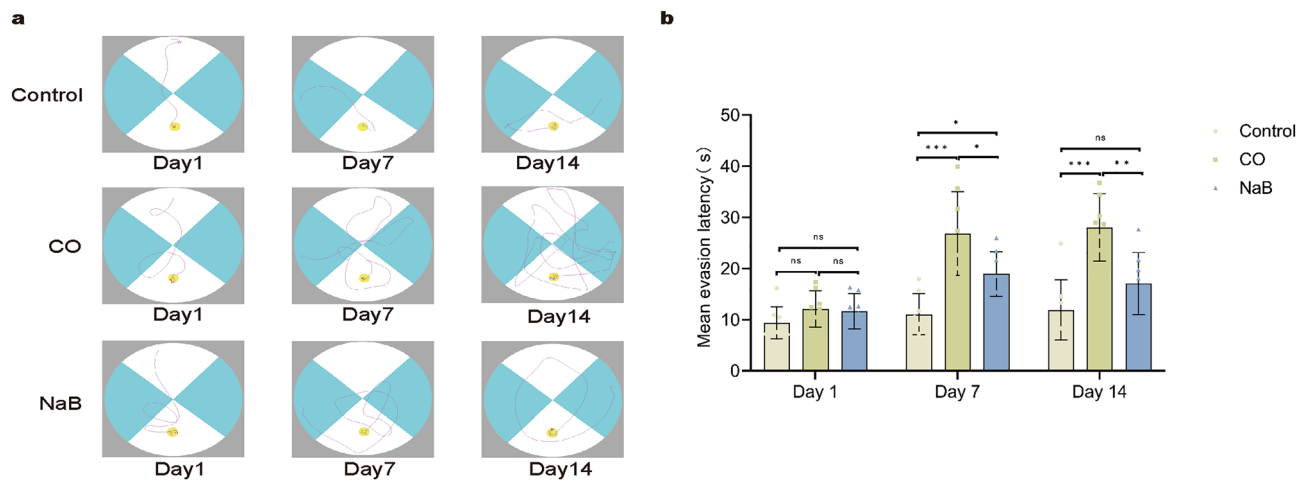 a
Control
Day1
Day7
Day14
CO
Day1
Day7
Day14
NaB
Day1
Day7
Day14
b
Mean evasion latency( s)
50
40
30
20
10
0
ns
ns
ns
*
***
*
ns
***
**
Day 1
Day 7
Day 14
Control
CO
NaB